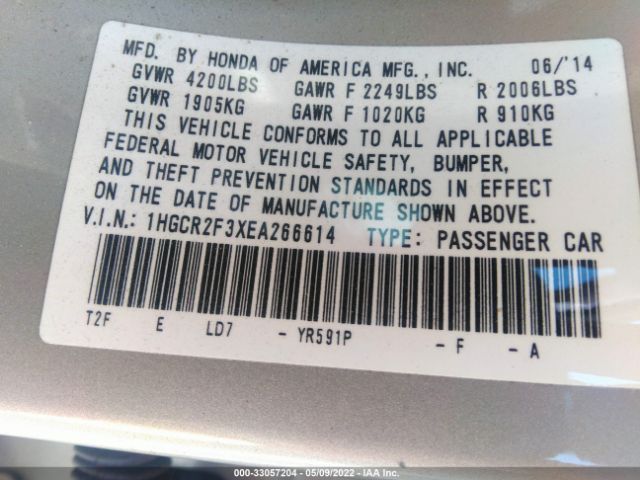 MFD. BY HONDA OF AMERICA MFG., INC. 06/'14
GVWR 4200LBS GAWR F 2249LBS R 2006LBS
GVWR 1905KG GAWR F 1020KG R 910KG
THIS VEHICLE CONFORMS TO ALL APPLICABLE
FEDERAL MOTOR VEHICLE SAFETY, BUMPER,
AND THEFT PREVENTION STANDARDS IN EFFECT
ON THE DATE OF MANUFACTURE SHOWN ABOVE.
V.I.N.: 1HGCR2F3XEA266614 TYPE: PASSENGER CAR
T2F E LD7 - YR591P - F - A
000-33057204 - 05/09/2022 - IAA Inc.